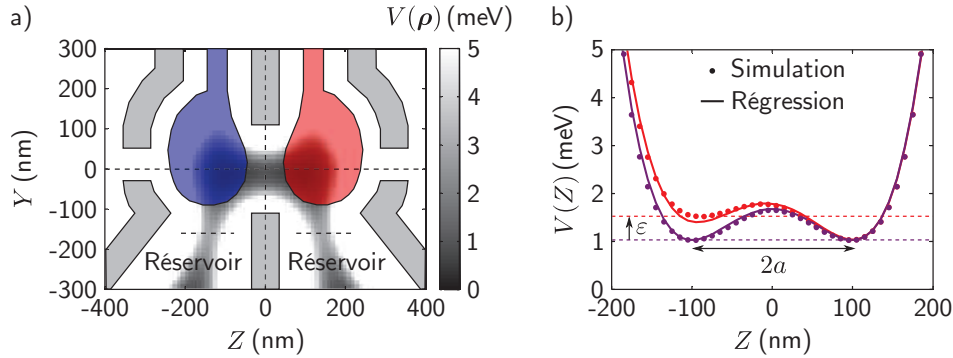 a)
V(ρ) (meV)
300
200
100
0
-100
-200
-300
Y (nm)
-400 -200 0 200 400
Z (nm)
Réservoir Réservoir
5
4
3
2
1
0
b)
5
4
3
2
1
0
V(Z) (meV)
-200 -100 0 100 200
Z (nm)
Simulation
Régression
ε
2a